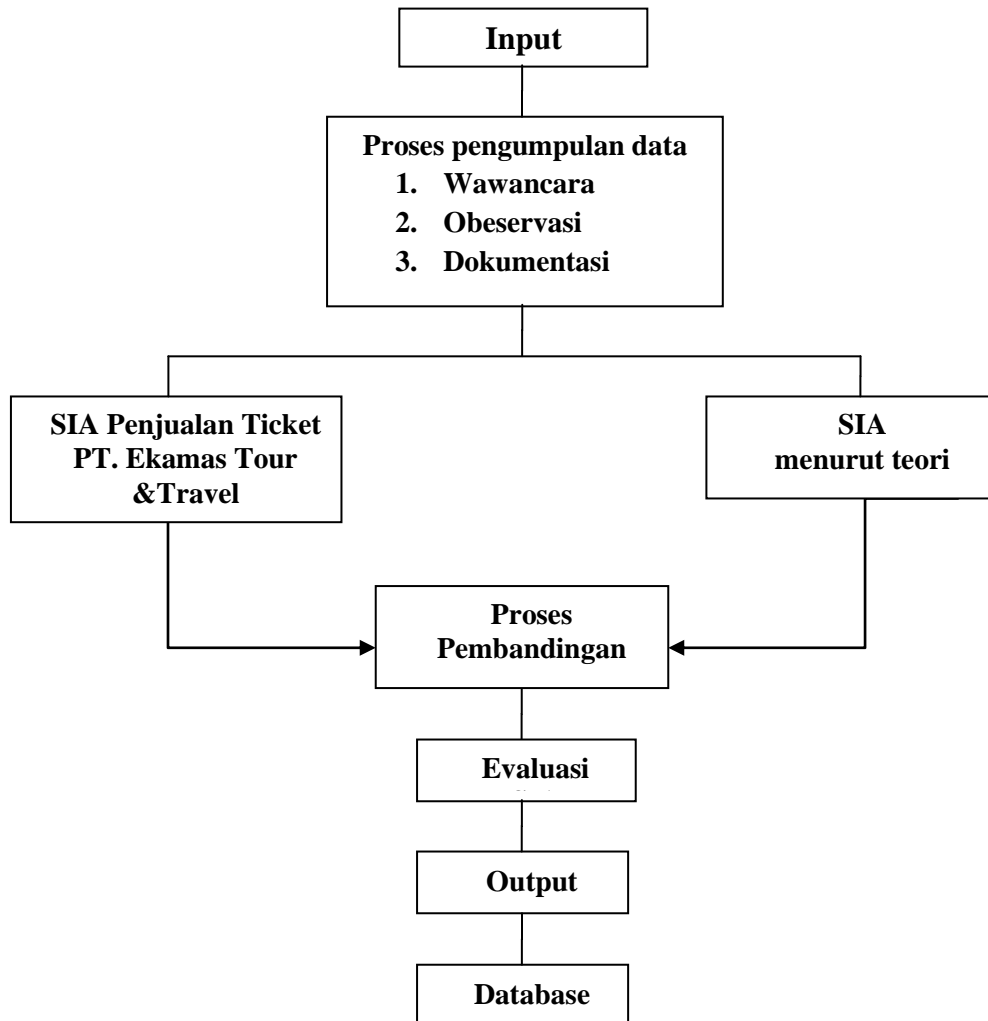 Input
Proses pengumpulan data
1. Wawancara
2. Obeservasi
3. Dokumentasi
SIA Penjualan Ticket
PT. Ekamas Tour
&Travel
SIA
menurut teori
Proses
Pembandingan
Evaluasi
Output
Database